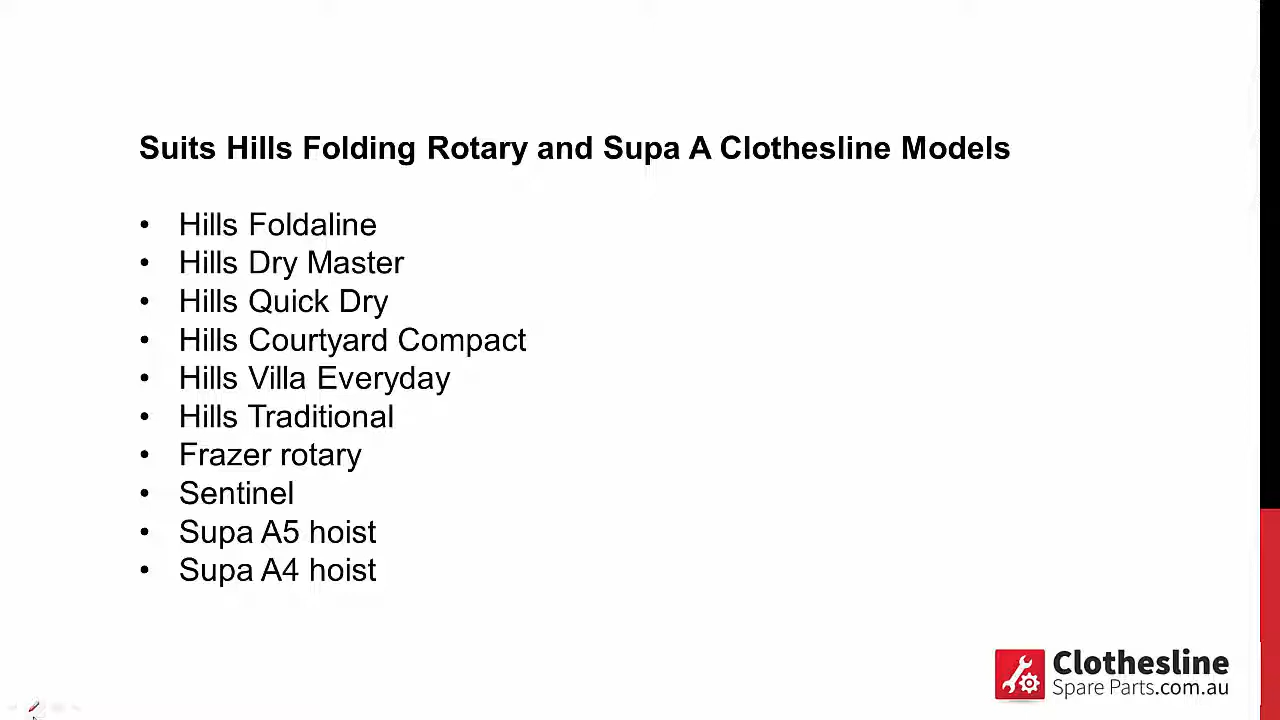 Suits Hills Folding Rotary and Supa A Clothesline Models
• Hills Foldaline
• Hills Dry Master
• Hills Quick Dry
• Hills Courtyard Compact
• Hills Villa Everyday
• Hills Traditional
• Frazer rotary
• Sentinel
• Supa A5 hoist
• Supa A4 hoist
Clothesline
Spare Parts.com.au